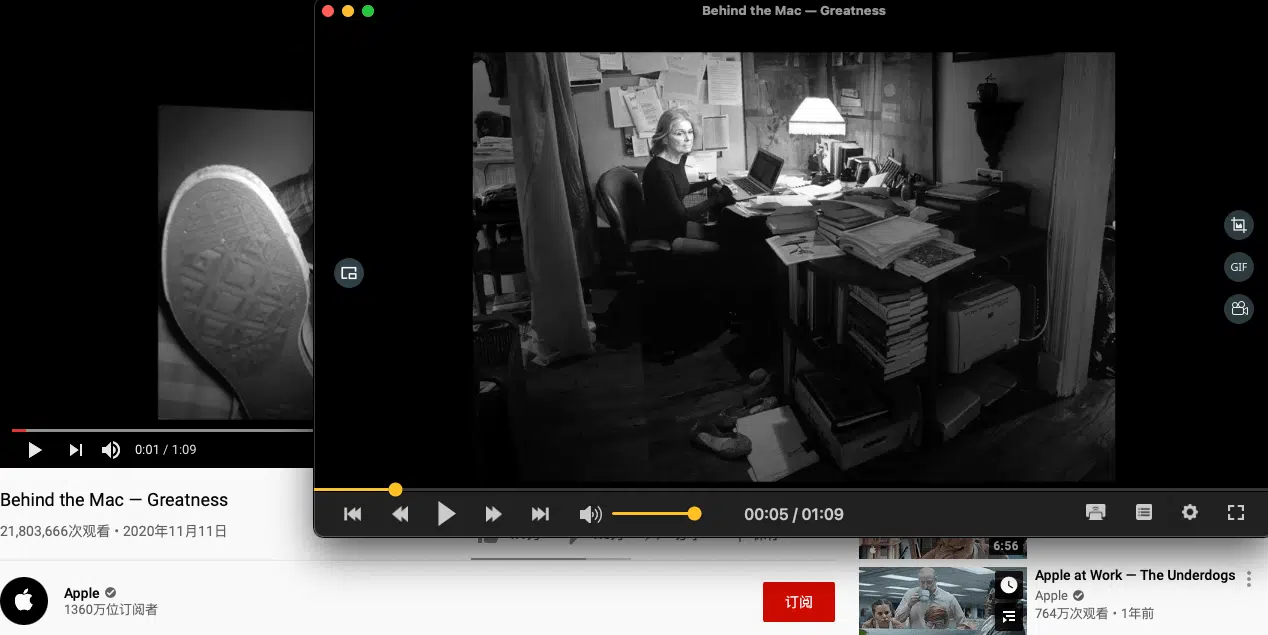 Behind the Mac — Greatness
GIF
00:05 / 01:09
0:01 / 1:09
Behind the Mac — Greatness
21,803,666次观看 • 2020年11月11日
Apple
1360万位订阅者
订阅
6:56
Apple at Work — The Underdogs
Apple
764万次观看 • 1年前